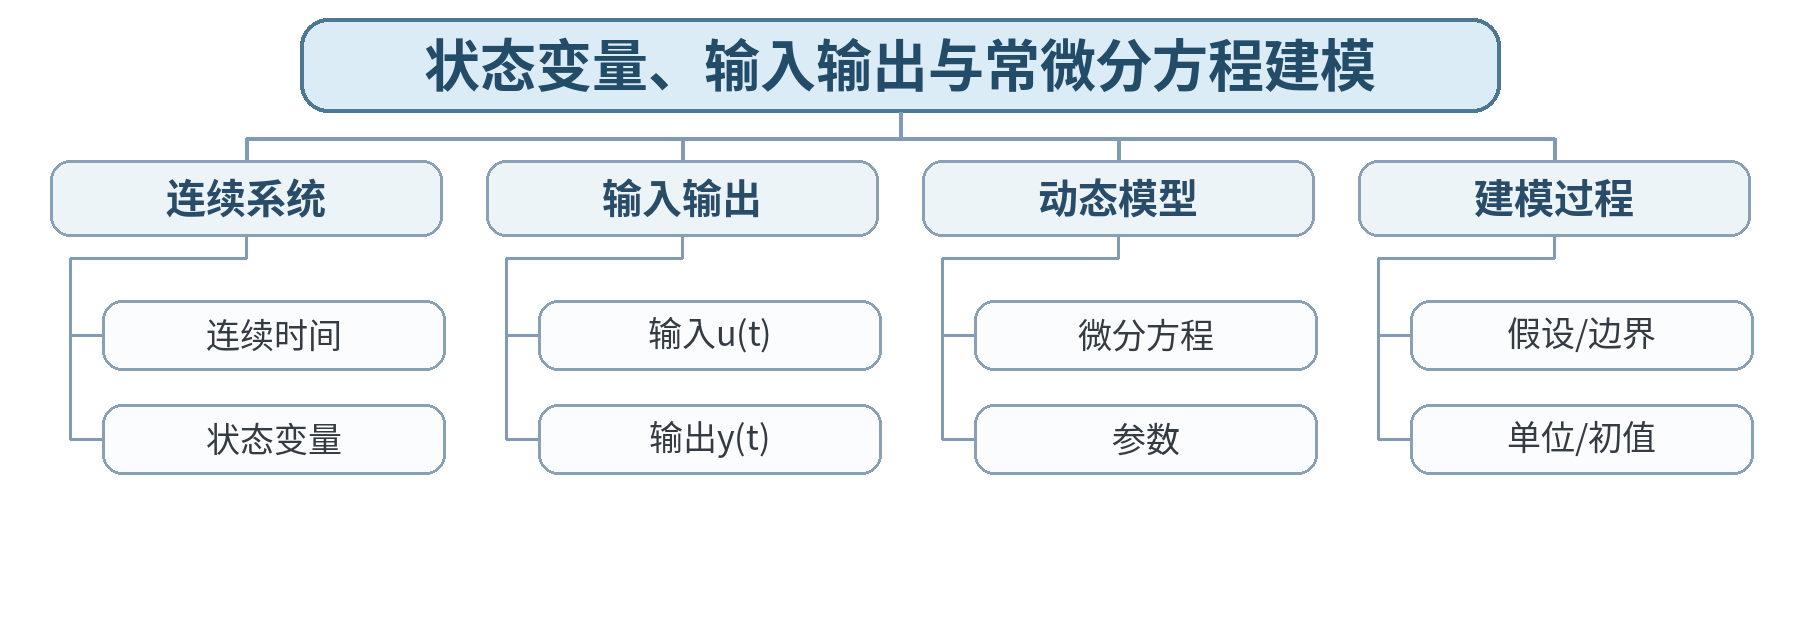 状态变量、输入输出与常微分方程建模
连续系统
输入输出
动态模型
建模过程
连续时间
输入u(t)
微分方程
假设/边界
状态变量
输出y(t)
参数
单位/初值